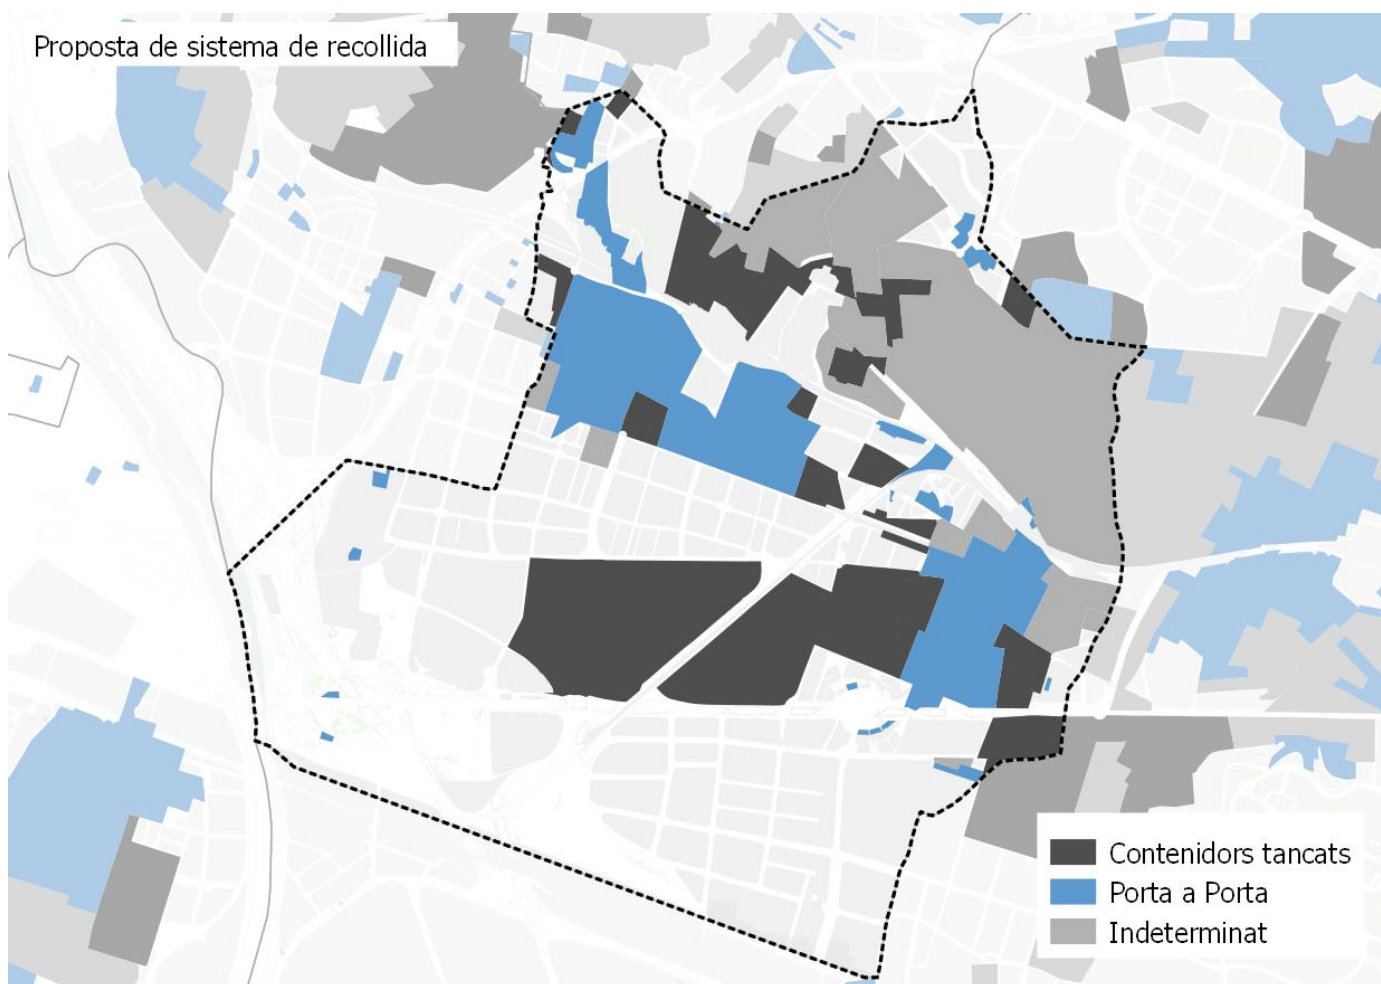 Proposta de sistema de recollida
Contenidors tancats
Porta a Porta
Indeterminat